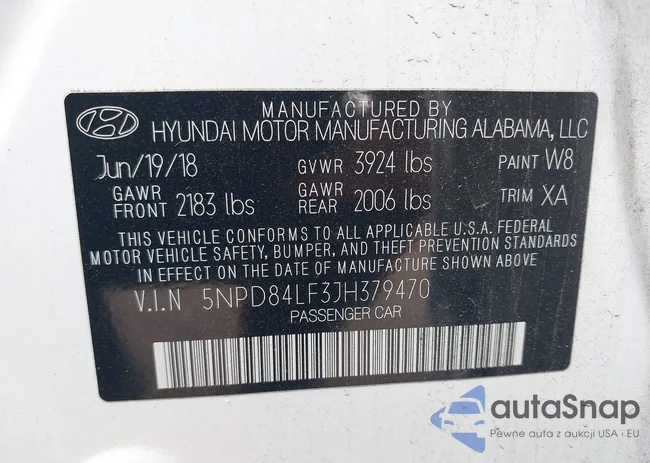 MANUFACTURED BY
HYUNDAI MOTOR MANUFACTURING ALABAMA, LLC
Jun/19/18 GVWR 3924 lbs PAINT W8
GAWR FRONT 2183 lbs GAWR REAR 2006 lbs TRIM XA
THIS VEHICLE CONFORMS TO ALL APPLICABLE U.S.A. FEDERAL
MOTOR VEHICLE SAFETY, BUMPER, AND THEFT PREVENTION STANDARDS
IN EFFECT ON THE DATE OF MANUFACTURE SHOWN ABOVE.
V.I.N 5NPD84LF3JH379470
PASSENGER CAR
autaSnap
Pewne auta z aukcji USA i EU